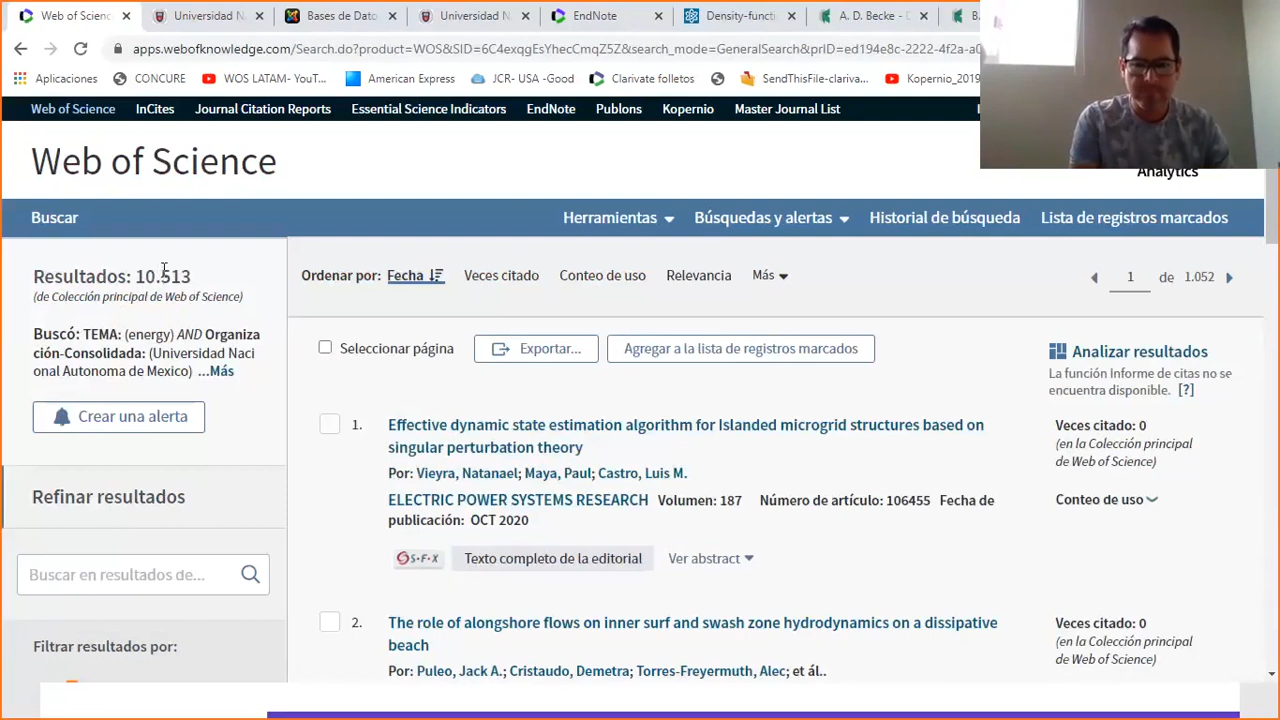 Web of S
Universidad N
Bases de Dato
Universidad N
EndNote
Density-funct
A. D. Becke - D
apps.webofknowledge.com/Search.do?product=WOS&SID=6C4exqgEsYhecCmqZ5Z&search_mode=GeneralSearch&prID=ed194e8c-2222-4f2a-a0
Aplicaciones
CONCURE
WOS LATAM- YouT...
American Express
JCR- USA -Good
Clarivate folletos
SendThisFile-clariva...
Kopernio_2019
Web of Science
InCites
Journal Citation Reports
Essential Science Indicators
EndNote
Publons
Kopernio
Master Journal List
Web of Science
Analytics
Buscar
Herramientas
Búsquedas y alertas
Historial de búsqueda
Lista de registros marcados
Resultados: 10.513
(de Colección principal de Web of Science)
Buscó: TEMA: (energy) AND Organiza
ción-Consolidada: (Universidad Naci
onal Autonoma de Mexico) ...Más
Crear una alerta
Refinar resultados
Buscar en resultados de...
Filtrar resultados por:
Ordenar por: Fecha Veces citado Conteo de uso Relevancia Más
1 de 1.052
Seleccionar página
Exportar...
Agregar a la lista de registros marcados
Analizar resultados
La función Informe de citas no se
encuentra disponible. [?]
1. Effective dynamic state estimation algorithm for Islanded microgrid structures based on
singular perturbation theory
Por: Vieyra, Natanael; Maya, Paul; Castro, Luis M.
ELECTRIC POWER SYSTEMS RESEARCH Volumen: 187 Número de artículo: 106455 Fecha de
publicación: OCT 2020
S·F·X
Texto completo de la editorial
Ver abstract
Veces citado: 0
(en la Colección principal
de Web of Science)
Conteo de uso
2. The role of alongshore flows on inner surf and swash zone hydrodynamics on a dissipative
beach
Por: Puleo, Jack A.; Cristaudo, Demetra; Torres-Freyermuth, Alec; et ál..
Veces citado: 0
(en la Colección principal
de Web of Science)